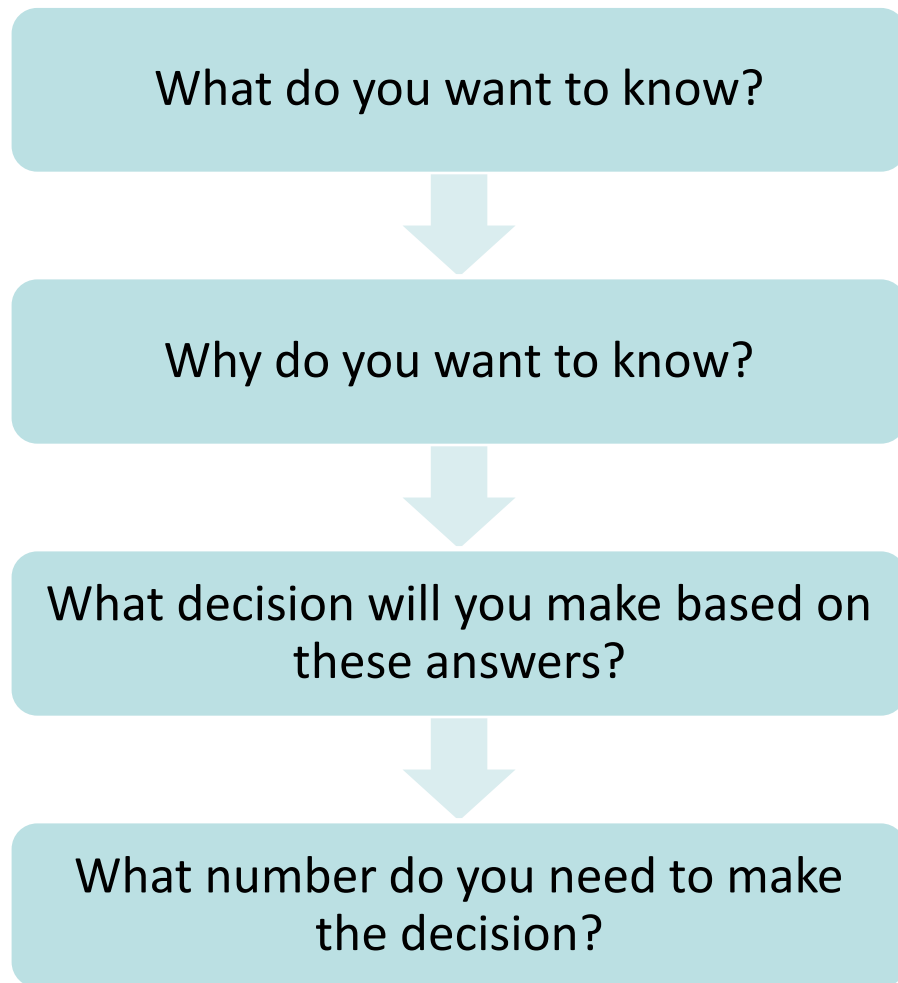 What do you want to know?
Why do you want to know?
What decision will you make based on
these answers?
What number do you need to make
the decision?